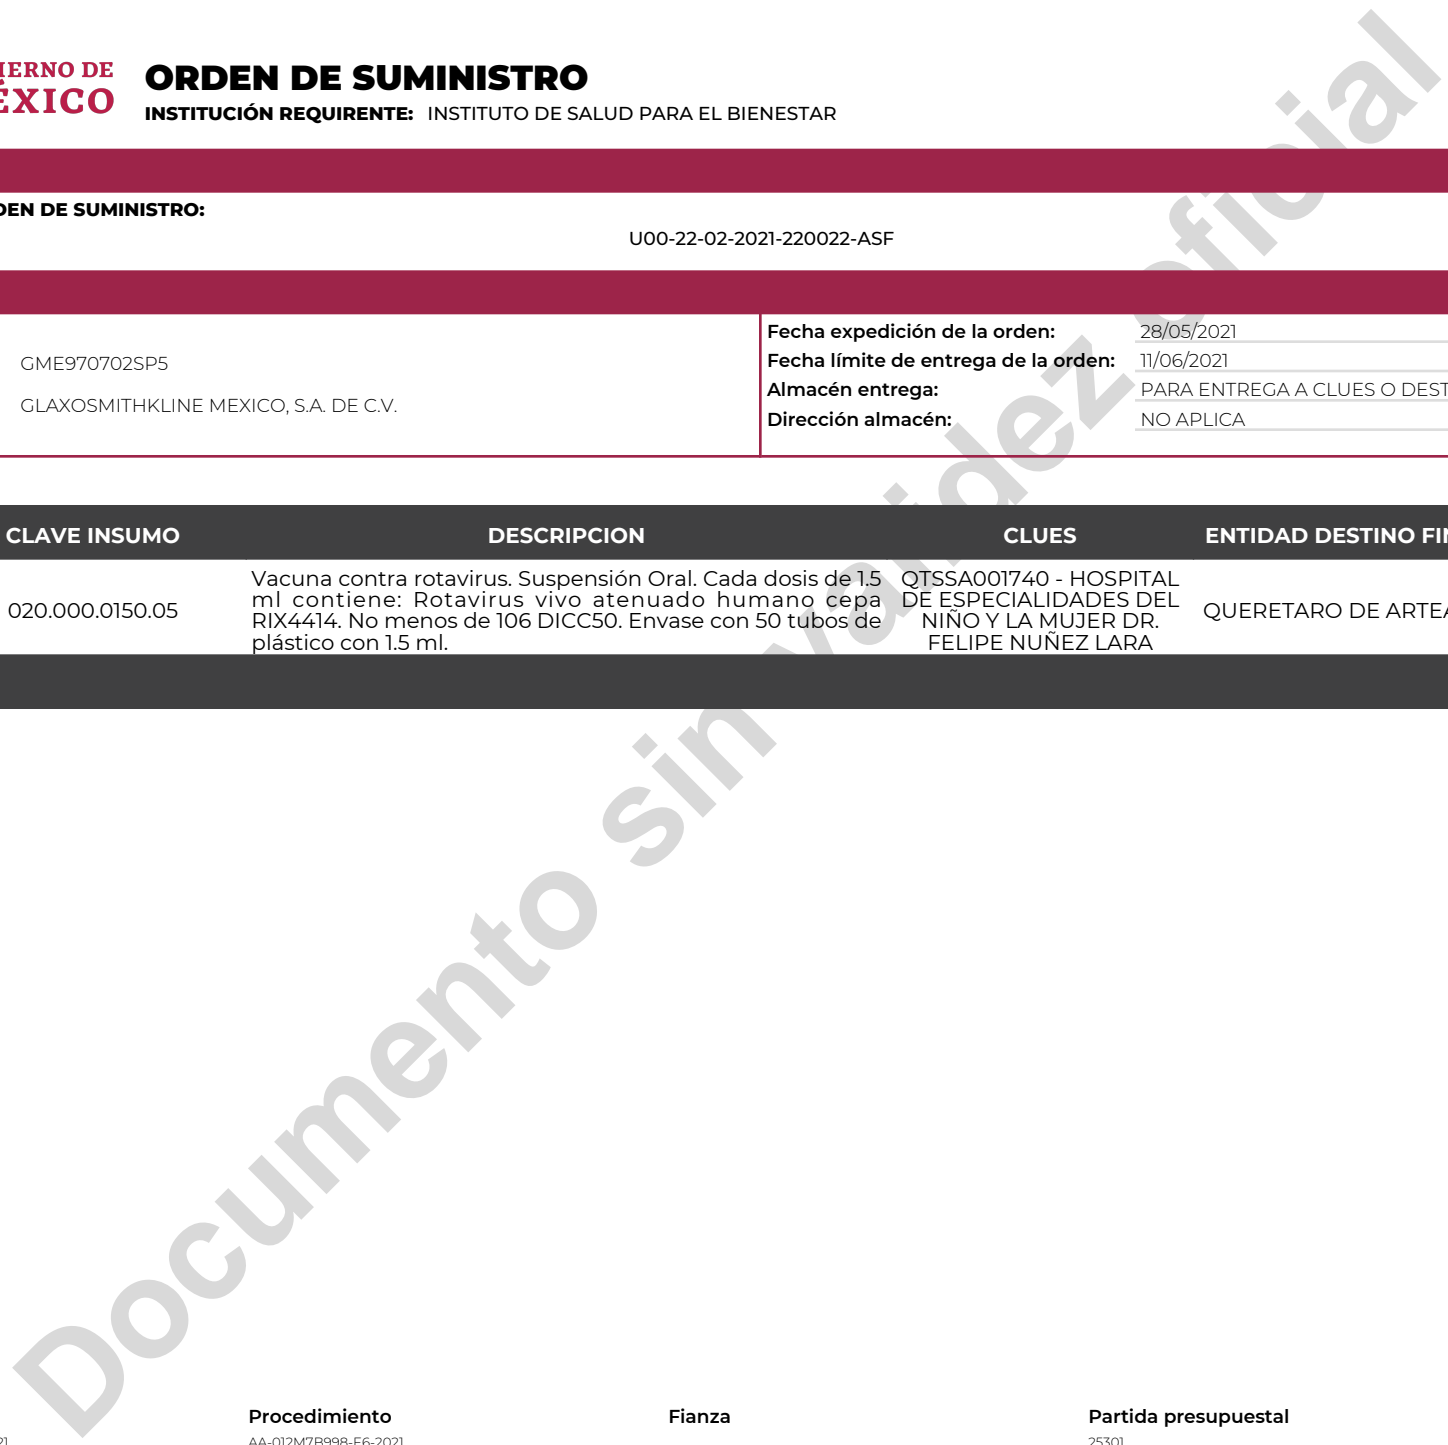 ORDEN DE SUMINISTRO
INSTITUCIÓN REQUIRENTE: INSTITUTO DE SALUD PARA EL BIENESTAR
DE
XICO
DE SUMINISTRO:
U00-22-02-2021-220022-ASF
GME970702SP5
GLAXOSMITHKLINE MEXICO, S.A. DE C.V.
Fecha expedición de la orden: 28/05/2021
Fecha límite de entrega de la orden: 11/06/2021
Almacén entrega: PARA ENTREGA A CLUES O DEST
Dirección almacén: NO APLICA
CLAVE INSUMO DESCRIPCION CLUES ENTIDAD DESTINO
020.000.0150.05
Vacuna contra rotavirus. Suspensión Oral. Cada dosis de 1.5
ml contiene: Rotavirus vivo atenuado humano cepa
RIX4414. No menos de 106 DICC50. Envase con 50 tubos de
plástico con 1.5 ml.
QTSSA001740 - HOSPITAL
DE ESPECIALIDADES DEL
NIÑO Y LA MUJER DR.
FELIPE NUÑEZ LARA
QUERETARO DE ARTEA
Documento sin validez oficial
Procedimiento Fianza Partida presupuestal
AA-012M7B998-E6-2021 25301